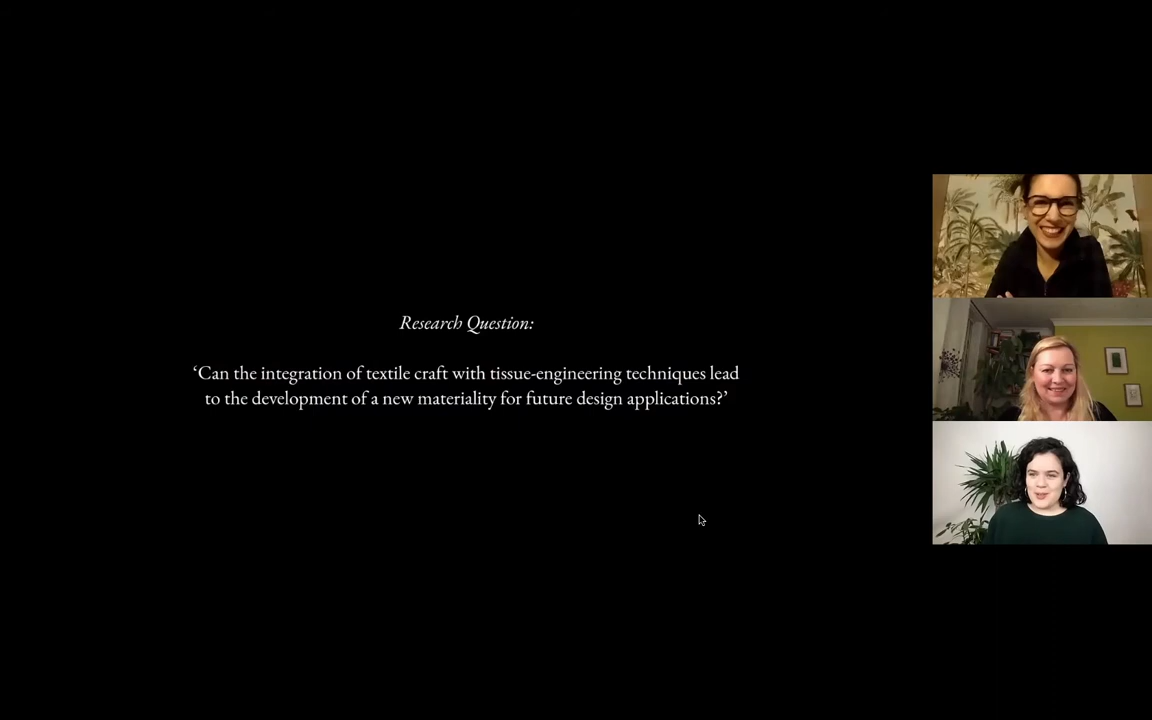 Research Question:
‘Can the integration of textile craft with tissue-engineering techniques lead
to the development of a new materiality for future design applications?’